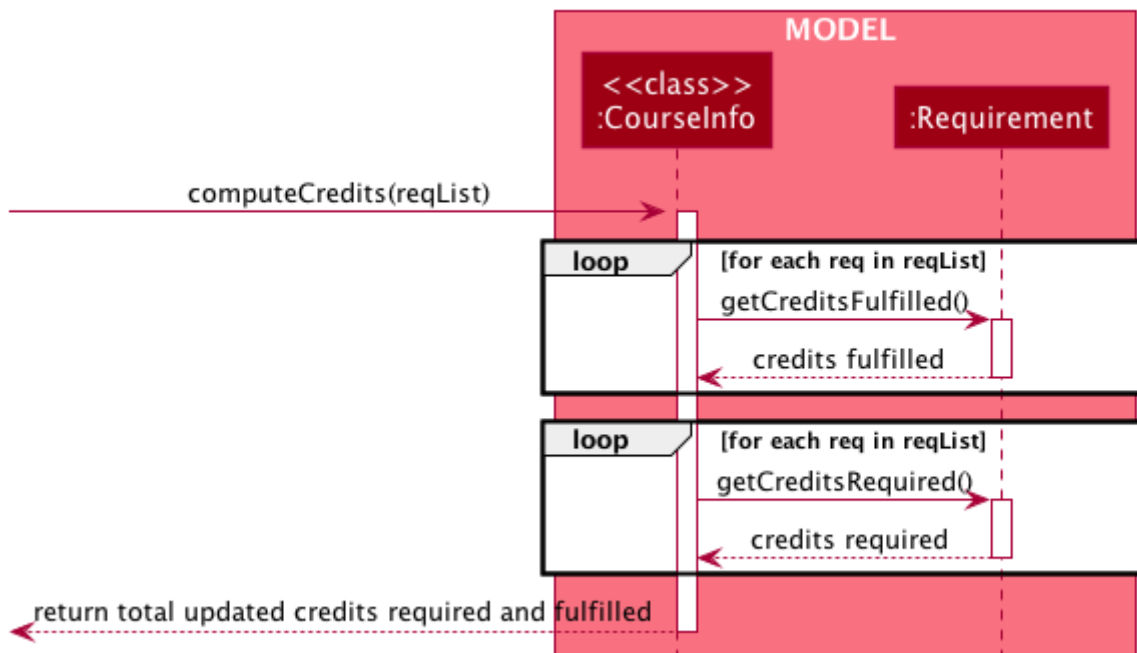 MODEL
<<class>>
:CourseInfo
:Requirement
computeCredits(reqList)
loop
[for each req in reqList]
getCreditsFulfilled()
credits fulfilled
loop
[for each req in reqList]
getCreditsRequired()
credits required
return total updated credits required and fulfilled